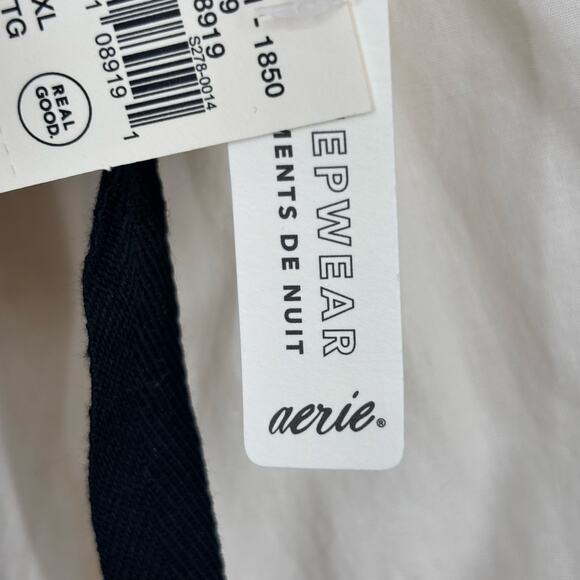 XL
TG
REAL
GOOD.
1 08919 1
S278-0014
08919
- 1850
EPWEAR
MENTS DE NUIT
aerie®